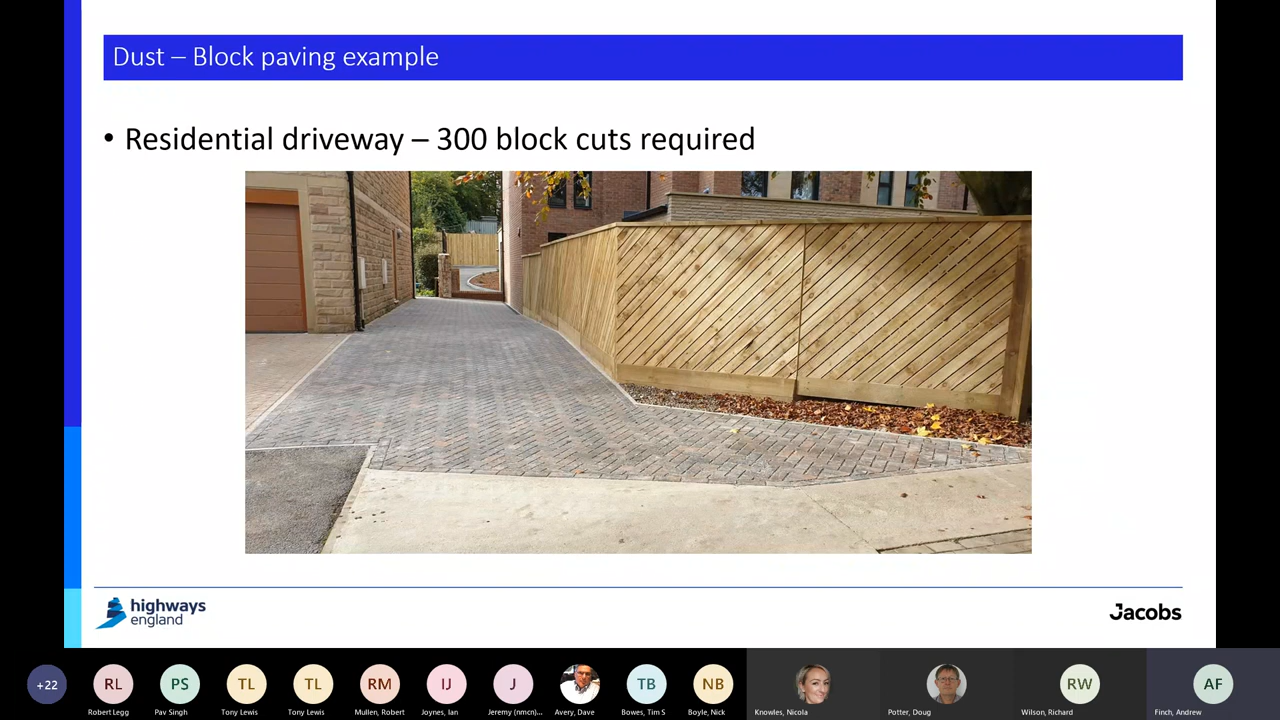 Dust – Block paving example
• Residential driveway – 300 block cuts required
highways
england
Jacobs
+22
RL
PS
TL
TL
RM
IJ
J
TB
NB
RW
AF
Robert Legg
Pav Singh
Tony Lewis
Tony Lewis
Mullen, Robert
Joynes, Ian
Jeremy (nmcn)...
Avery, Dave
Bowes, Tim S
Boyle, Nick
Knowles, Nicola
Potter, Doug
Wilson, Richard
Finch, Andrew